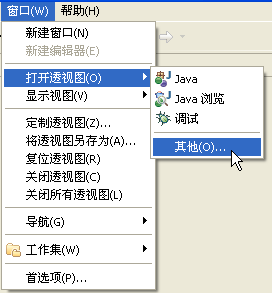 窗口(W) 帮助(H)
新建窗口(N)
新建编辑器(E)
打开透视图(O)
显示视图(V)
定制透视图(Z)...
将透视图另存为(A)...
复位透视图(R)
关闭透视图(C)
关闭所有透视图(L)
导航(G)
工作集(W)
首选项(P)...
Java
Java 浏览
调试
其他(O)...